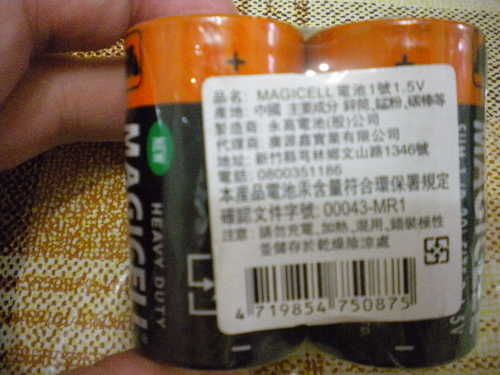 品名: MAGICELL 電池1號1.5V
產地: 中國 主要成分 鋅筒, 錳粉, 碳棒等
製造商: 永高電池(股)公司
代理商: 廣源鑫實業有限公司
地址: 新竹縣芎林鄉文山路1346號
電話: 0800351186
本產品電池汞含量符合環保署規定
確認文件字號: 00043-MR1
注意: 請勿充電, 加熱, 混用, 錯裝極性
並儲存於乾燥陰涼處
4 719854 750875
MAGICELL
HEAVY DUTY
+
+